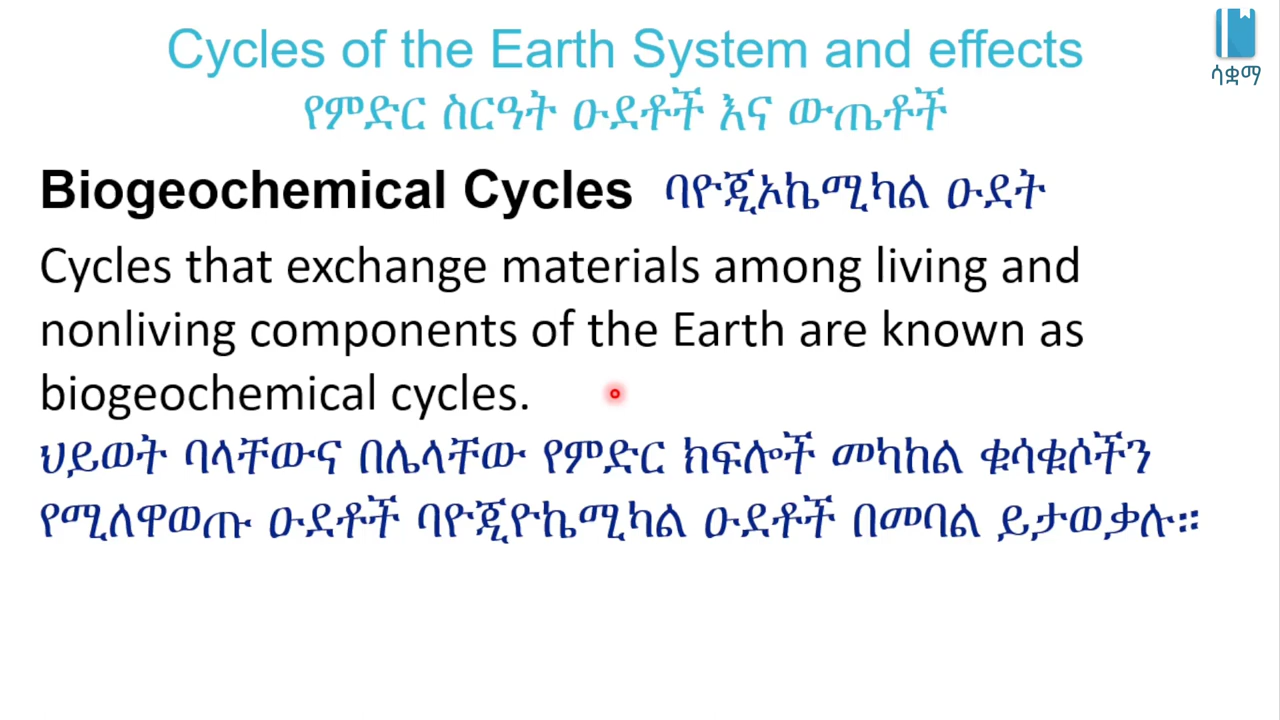 Cycles of the Earth System and effects
ሳቋማ
የምድር ስርዓት ዑደቶች እና ውጤቶች
Biogeochemical Cycles ባዮጂኦኬሚካል ዑደት
Cycles that exchange materials among living and
nonliving components of the Earth are known as
biogeochemical cycles.
ህይወት ባላቸውና በሌላቸው የምድር ክፍሎች መካከል ቁሳቁሶችን
የሚለዋወጡ ዑደቶች ባዮጂዮኬሚካል ዑደቶች በመባል ይታወቃሉ።